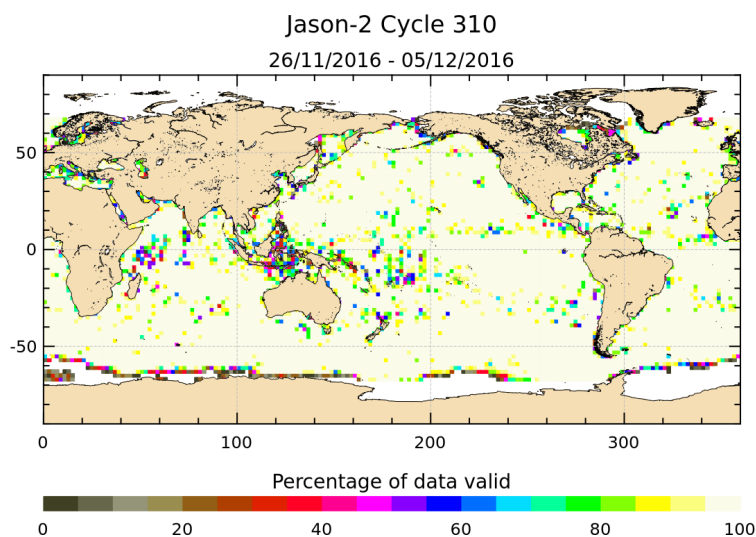 Jason-2 Cycle 310
26/11/2016 - 05/12/2016
50
0
-50
0 100 200 300
Percentage of data valid
0 20 40 60 80 100